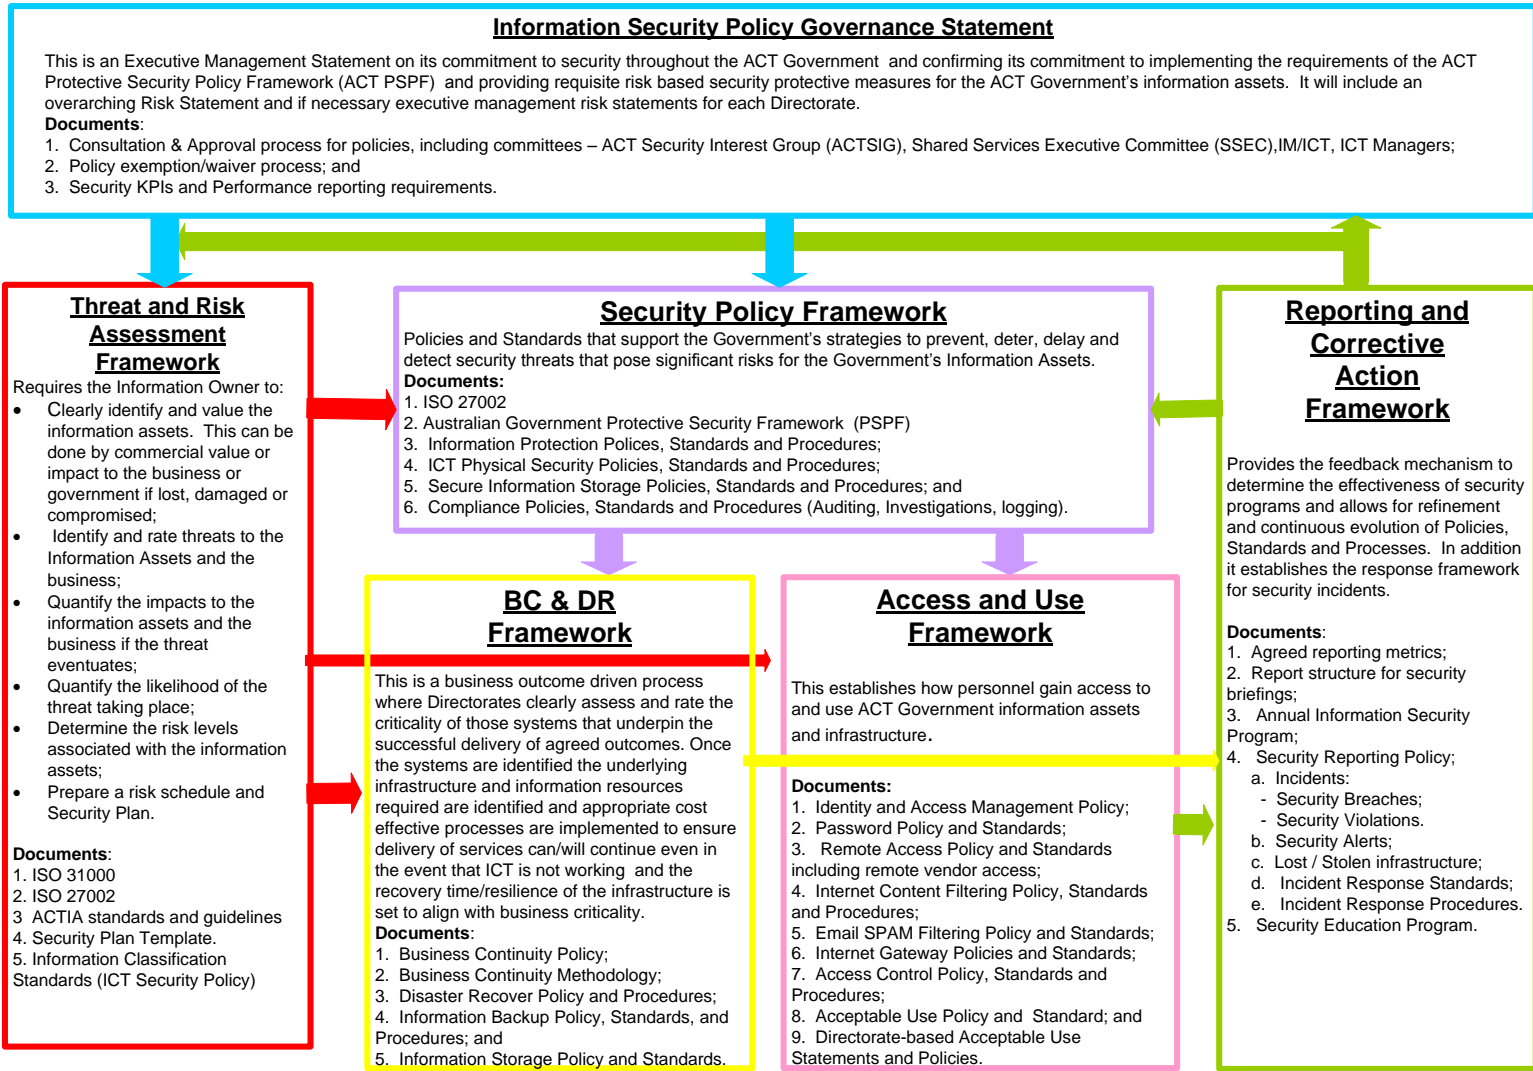 Information Security Policy Governance Statement
This is an Executive Management Statement on its commitment to security throughout the ACT Government  and confirming its commitment to implementing the requirements of the ACT
Protective Security Policy Framework (ACT PSPF)  and providing requisite risk based security protective measures for the ACT Government's information assets.  It will include an
overarching Risk Statement and if necessary executive management risk statements for each Directorate.
Documents:
1.  Consultation & Approval process for policies, including committees – ACT Security Interest Group (ACTSIG), Shared Services Executive Committee (SSEC),IM/ICT, ICT Managers;
2.  Policy exemption/waiver process; and
3.  Security KPIs and Performance reporting requirements.
Threat and Risk
Assessment
Framework
Requires the Information Owner to:
• Clearly identify and value the
information assets.  This can be
done by commercial value or
impact to the business or
government if lost, damaged or
compromised;
• Identify and rate threats to the
Information Assets and the
business;
• Quantify the impacts to the
information assets and the
business if the threat
eventuates;
• Quantify the likelihood of the
threat taking place;
• Determine the risk levels
associated with the information
assets;
• Prepare a risk schedule and
Security Plan.
Documents:
1. ISO 31000
2. ISO 27002
3  ACTIA standards and guidelines
4. Security Plan Template.
5. Information Classification
Standards (ICT Security Policy)
Security Policy Framework
Policies and Standards that support the Government's strategies to prevent, deter, delay and
detect security threats that pose significant risks for the Government's Information Assets.
Documents:
1. ISO 27002
2. Australian Government Protective Security Framework  (PSPF)
3.  Information Protection Polices, Standards and Procedures;
4.  ICT Physical Security Policies, Standards and Procedures;
5.  Secure Information Storage Policies, Standards and Procedures; and
6.  Compliance Policies, Standards and Procedures (Auditing, Investigations, logging).
BC & DR
Framework
This is a business outcome driven process
where Directorates clearly assess and rate the
criticality of those systems that underpin the
successful delivery of agreed outcomes. Once
the systems are identified the underlying
infrastructure and information resources
required are identified and appropriate cost
effective processes are implemented to ensure
delivery of services can/will continue even in
the event that ICT is not working  and the
recovery time/resilience of the infrastructure is
set to align with business criticality.
Documents:
1.  Business Continuity Policy;
2.  Business Continuity Methodology;
3.  Disaster Recover Policy and Procedures;
4.  Information Backup Policy, Standards, and
Procedures; and
5.  Information Storage Policy and Standards.
Access and Use
Framework
This establishes how personnel gain access to
and use ACT Government information assets
and infrastructure.
Documents:
1.  Identity and Access Management Policy;
2.  Password Policy and Standards;
3.   Remote Access Policy and Standards
including remote vendor access;
4.  Internet Content Filtering Policy, Standards
and Procedures;
5.  Email SPAM Filtering Policy and Standards;
6.  Internet Gateway Policies and Standards;
7.  Access Control Policy, Standards and
Procedures;
8.  Acceptable Use Policy and  Standard; and
9.  Directorate-based Acceptable Use
Statements and Policies.
Reporting and
Corrective
Action
Framework
Provides the feedback mechanism to
determine the effectiveness of security
programs and allows for refinement
and continuous evolution of Policies,
Standards and Processes.  In addition
it establishes the response framework
for security incidents.
Documents:
1.  Agreed reporting metrics;
2.  Report structure for security
briefings;
3.   Annual Information Security
Program;
4.   Security Reporting Policy;
a.  Incidents:
-  Security Breaches;
-  Security Violations.
b.  Security Alerts;
c.  Lost / Stolen infrastructure;
d.   Incident Response Standards;
e.   Incident Response Procedures.
5.   Security Education Program.